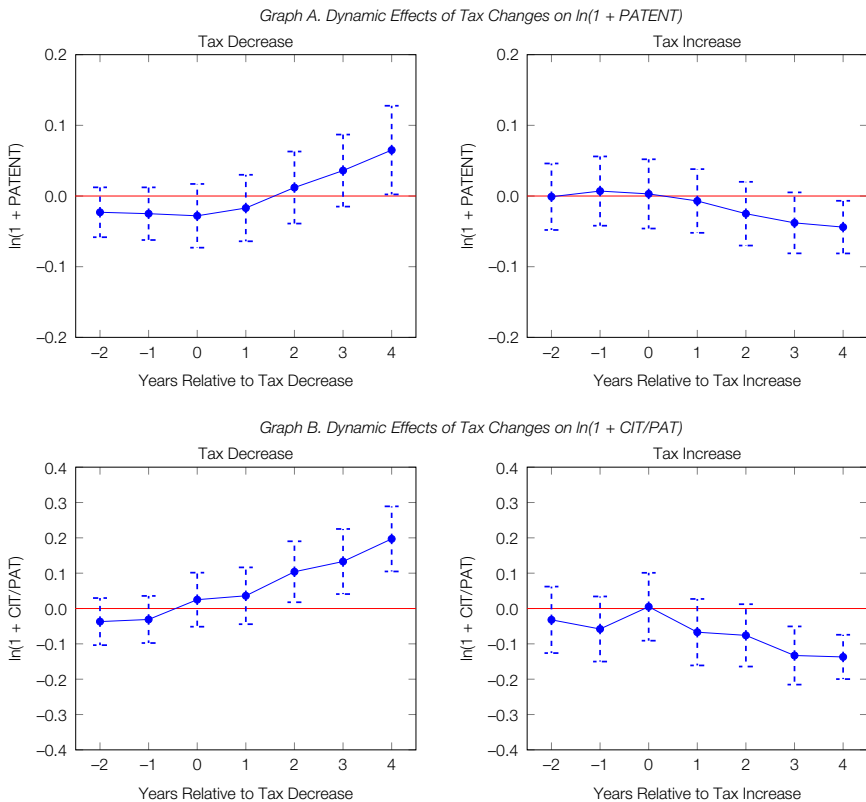 Graph A. Dynamic Effects of Tax Changes on ln(1 + PATENT)
Tax Decrease
0.2
0.1
0.0
−0.1
−0.2
ln(1 + PATENT)
−2 −1 0 1 2 3 4
Years Relative to Tax Decrease
Tax Increase
0.2
0.1
0.0
−0.1
−0.2
ln(1 + PATENT)
−2 −1 0 1 2 3 4
Years Relative to Tax Increase
Graph B. Dynamic Effects of Tax Changes on ln(1 + CIT/PAT)
Tax Decrease
0.4
0.3
0.2
0.1
0.0
−0.1
−0.2
−0.3
−0.4
ln(1 + CIT/PAT)
−2 −1 0 1 2 3 4
Years Relative to Tax Decrease
Tax Increase
0.4
0.3
0.2
0.1
0.0
−0.1
−0.2
−0.3
−0.4
ln(1 + CIT/PAT)
−2 −1 0 1 2 3 4
Years Relative to Tax Increase